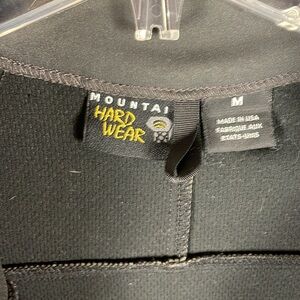 MOUNTAI
HARD
WEAR
M
MADE IN USA
FABRIQUE AUX
ETATS-UNIS